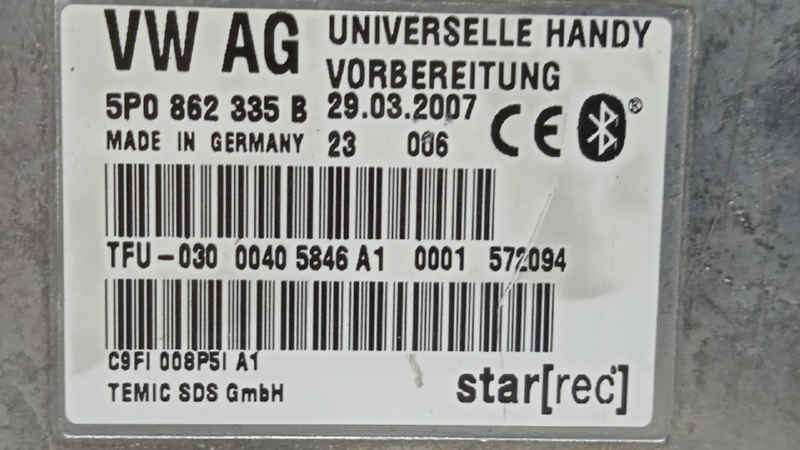 VW AG UNIVERSELLE HANDY
VORBEREITUNG
5P0 862 335 B 29.03.2007
MADE IN GERMANY 23 006
CE ®
TFU-030 0040 5846 A1 0001 572094
C9FI 008P5I A1
TEMIC SDS GmbH
star[rec]